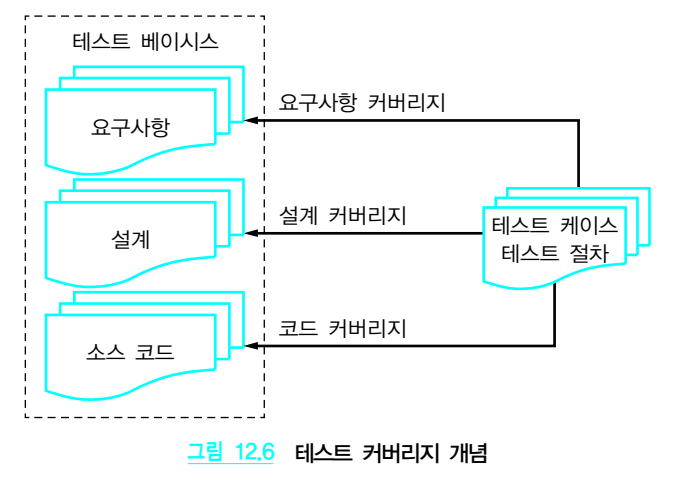 테스트 베이시스
요구사항
요구사항 커버리지
설계
설계 커버리지
테스트 케이스
테스트 절차
소스 코드
코드 커버리지
그림 12.6 테스트 커버리지 개념